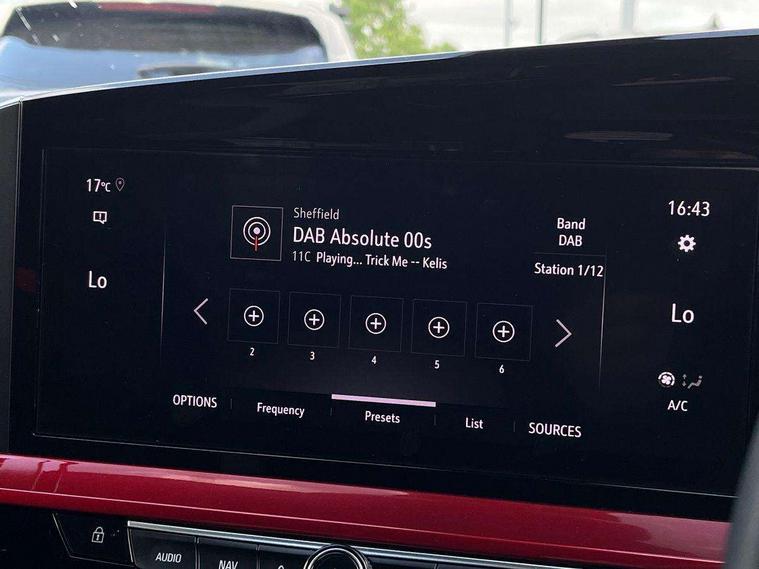 17°C
16:43
Sheffield
DAB Absolute 00s
11C Playing... Trick Me -- Kelis
Band
DAB
Station 1/12
Lo
Lo
2 3 4 5 6
A/C
OPTIONS Frequency Presets List SOURCES
AUDIO NAV